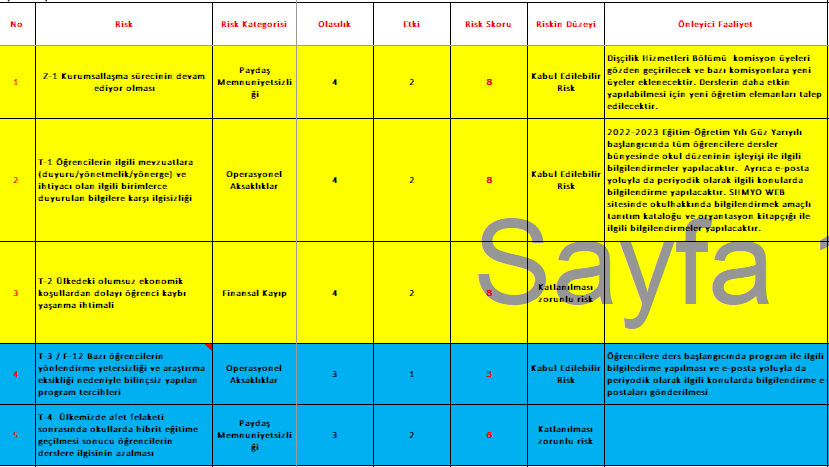 No
Risk
Risk Kategorisi
Olasılık
Etki
Risk Skoru
Riskin Düzeyi
Önleyici Faaliyet
1
Z-1 Kurumsallaşma sürecinin devam
ediyor olması
Paydaş
Memnuniyetsizli
ği
4
2
8
Kabul Edilebilir
Risk
Dişçilik Hizmetleri Bölümü komisyon üyeleri
gözden geçirilecek ve bazı komisyonlara yeni
üyeler eklenecektir. Derslerin daha etkin
yapılabilmesi için yeni öğretim elemanları talep
edilecektir.
2
T-1 Öğrencilerin ilgili mevzuatlara
(duyuru/yönetmelik/yönerge) ve
ihtiyacı olan ilgili birimlerce
duyurulan bilgilere karşı ilgisizliği
Operasyonel
Aksaklıklar
4
2
8
Kabul Edilebilir
Risk
2022-2023 Eğitim-Öğretim Yılı Güz Yarıyılı
başlangıcında tüm öğrencilere dersler
bünyesinde okul düzeninin işleyişi ile ilgili
bilgilendirmeler yapılacaktır. Ayrıca e-posta
yoluyla da periyodik olarak ilgili konularda
bilgilendirme yapılacaktır. SHMYO WEB
sitesinde okulhakkında bilgilendirmek amaçlı
tanıtım kataloğu ve oryantasyon kitapçığı ile
ilgili bilgilendirmeler yapılacaktır.
3
T-2 Ülkedeki olumsuz ekonomik
koşullardan dolayı öğrenci kaybı
yaşanma ihtimali
Finansal Kayıp
4
2
8
Katlanılması
zorunlu risk
Sayfa 1
4
T-3 / F-12 Bazı öğrencilerin
yönlendirme yetersizliği ve araştırma
eksikliği nedeniyle bilinçsiz yapılan
program tercihleri
Operasyonel
Aksaklıklar
3
1
3
Kabul Edilebilir
Risk
Öğrencilere ders başlangıcında program ile ilgili
bilgiledirme yapılması ve e-posta yoluyla da
periyodik olarak ilgili konularda bilgilendirme e-
postaları gönderilmesi
5
T-4 Ülkemizde afet felaketi
sonrasında okullarda hibrit eğitime
geçilmesi sonucu öğrencilerin
derslere ilgisinin azalması
Paydaş
Memnuniyetsizli
ği
3
2
6
Katlanılması
zorunlu risk